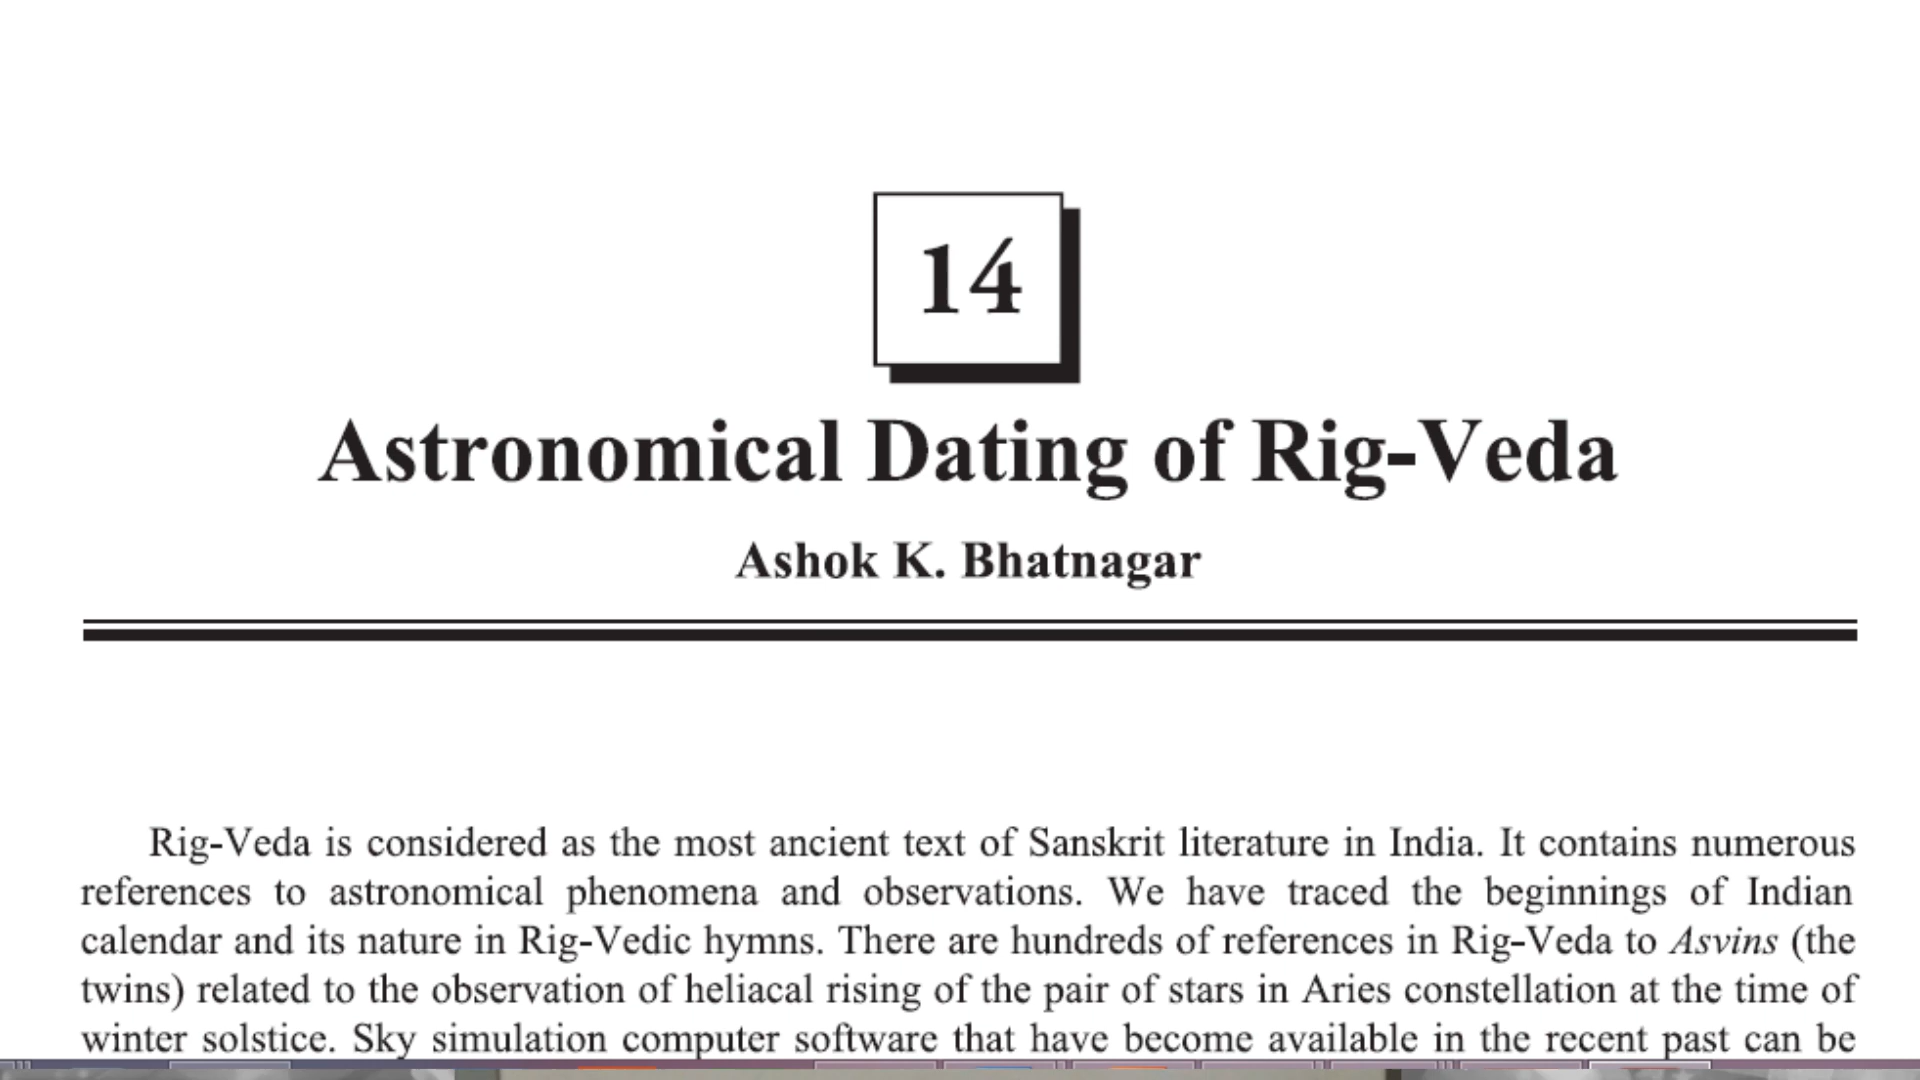 14
Astronomical Dating of Rig-Veda
Ashok K. Bhatnagar
Rig-Veda is considered as the most ancient text of Sanskrit literature in India. It contains numerous
references to astronomical phenomena and observations. We have traced the beginnings of Indian
calendar and its nature in Rig-Vedic hymns. There are hundreds of references in Rig-Veda to Asvins (the
twins) related to the observation of heliacal rising of the pair of stars in Aries constellation at the time of
winter solstice. Sky simulation computer software that have become available in the recent past can be